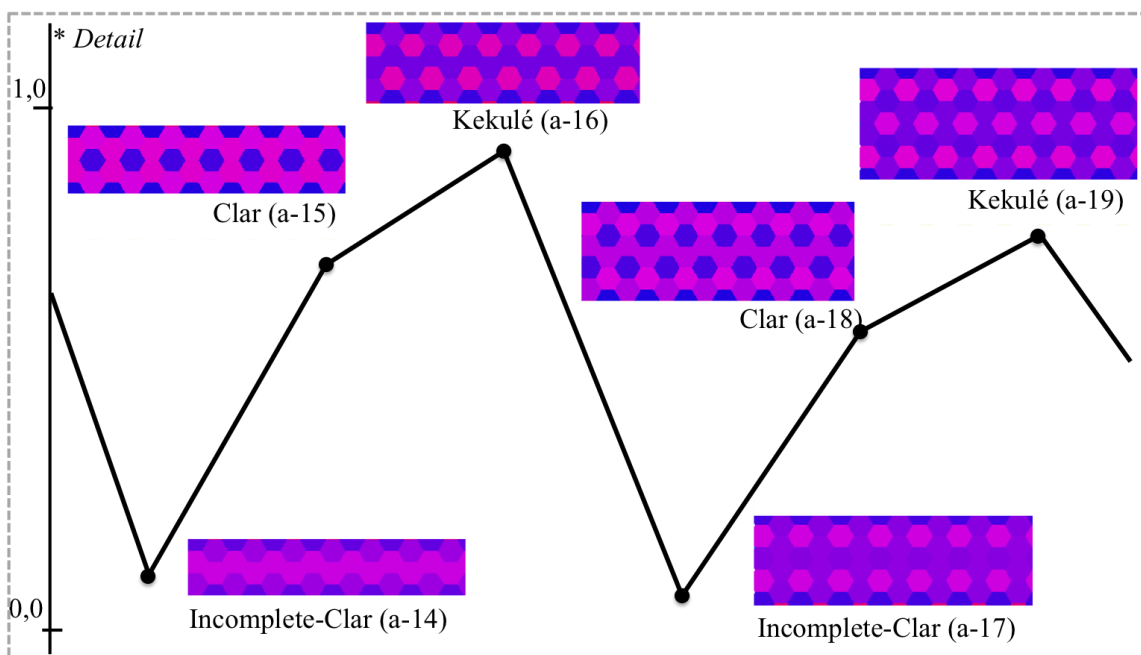 * Detail
1,0
Kekulé (a-16)
Clar (a-15)
Kekulé (a-19)
Clar (a-18)
0,0
Incomplete-Clar (a-14)
Incomplete-Clar (a-17)